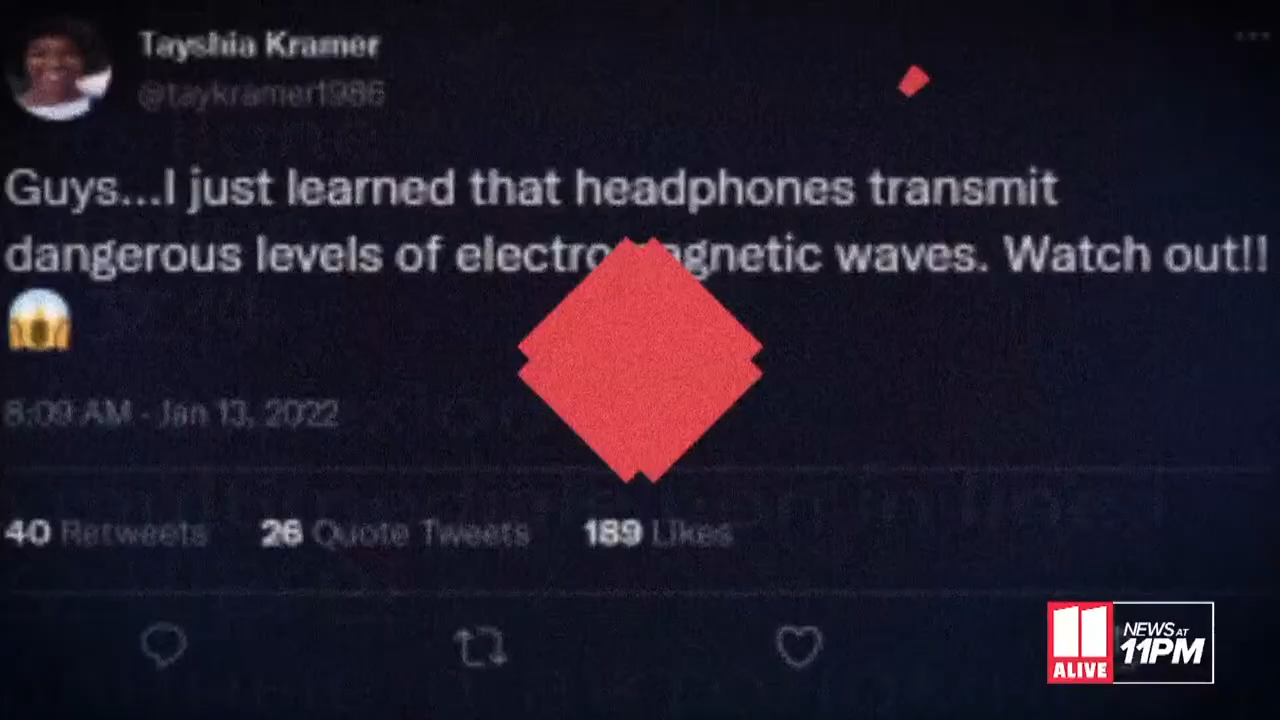 Tayshia Kramer
@taykramer1986
Guys...I just learned that headphones transmit
dangerous levels of electro agnetic waves. Watch out!!
😱
8:09 AM · Jan 13, 2022
40 Retweets 26 Quote Tweets 189 Likes
11
ALIVE
NEWS AT
11PM